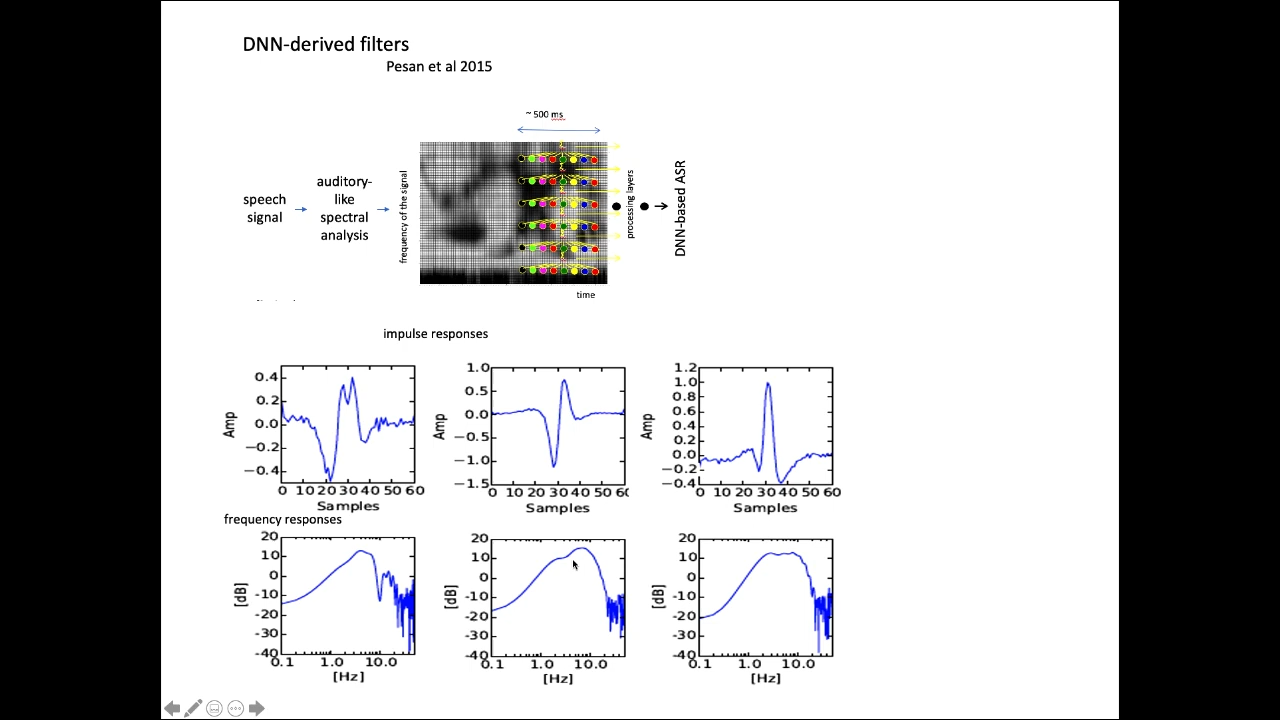 DNN-derived filters
Pesan et al 2015
~ 500 ms
speech
signal
auditory-
like
spectral
analysis
frequency of the signal
processing layers
DNN-based ASR
time
impulse responses
0.4
0.2
0.0
−0.2
−0.4
Amp
0 10 20 30 40 50 60
Samples
1.0
0.5
0.0
−0.5
−1.0
−1.5
Amp
0 10 20 30 40 50
Samples
1.2
1.0
0.8
0.6
0.4
0.2
0.0
−0.2
−0.4
Amp
0 10 20 30 40 50 60
Samples
frequency responses
20
10
0
-10
-20
-30
-40
[dB]
0.1 1.0 10.0
[Hz]
20
10
0
-10
-20
-30
-40
[dB]
0.1 1.0 10.0
[Hz]
20
10
0
-10
-20
-30
-40
[dB]
0.1 1.0 10.0
[Hz]